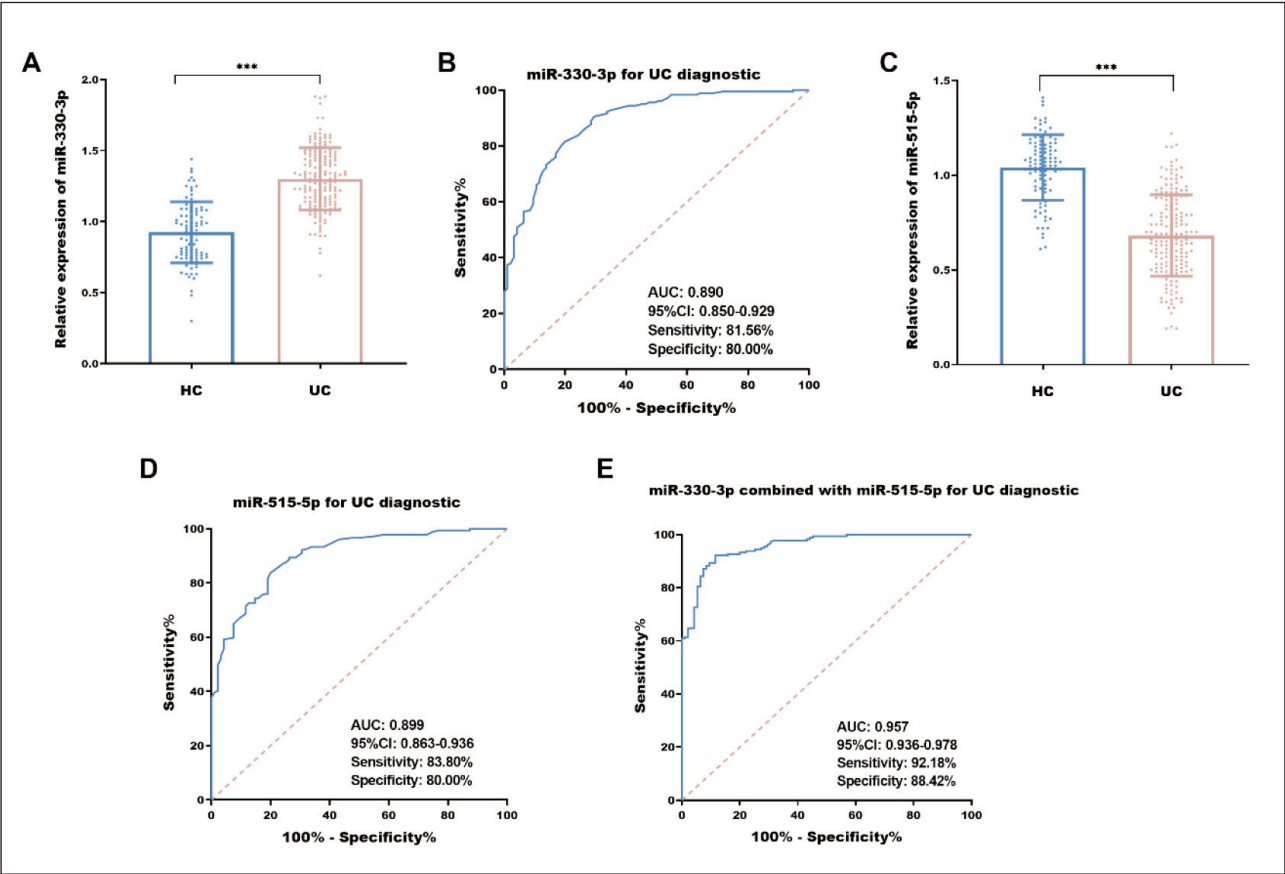 A
***
Relative expression of miR-330-3p
2.0
1.5
1.0
0.5
0.0
HC
UC
B
miR-330-3p for UC diagnostic
Sensitivity%
100
80
60
40
20
0
AUC: 0.890
95%CI: 0.850-0.929
Sensitivity: 81.56%
Specificity: 80.00%
0
20
40
60
80
100
100% - Specificity%
C
***
Relative expression of miR-515-5p
1.5
1.0
0.5
0.0
HC
UC
D
miR-515-5p for UC diagnostic
Sensitivity%
100
80
60
40
20
0
AUC: 0.899
95%CI: 0.863-0.936
Sensitivity: 83.80%
Specificity: 80.00%
0
20
40
60
80
100
100% - Specificity%
E
miR-330-3p combined with miR-515-5p for UC diagnostic
Sensitivity%
100
80
60
40
20
0
AUC: 0.957
95%CI: 0.936-0.978
Sensitivity: 92.18%
Specificity: 88.42%
0
20
40
60
80
100
100% - Specificity%